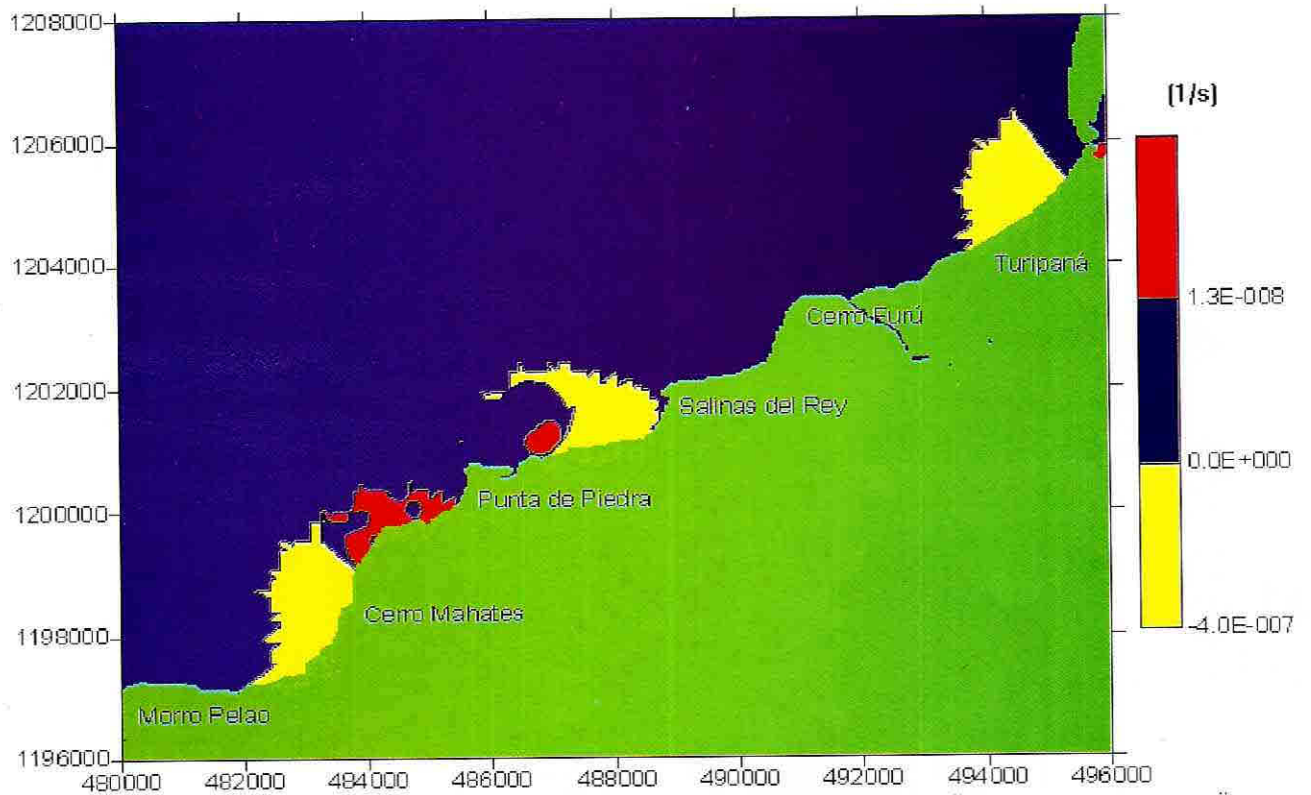 1208000
[1/s]
1206000
1204000
Turipaná
1.3E-008
Cerro Eurú
1202000
Salinas del Rey
0.0E+000
Punta de Piedra
1200000
Cerro Mahates
-4.0E-007
1198000
Morro Pelao
1196000
480000 482000 484000 486000 488000 490000 492000 494000 496000